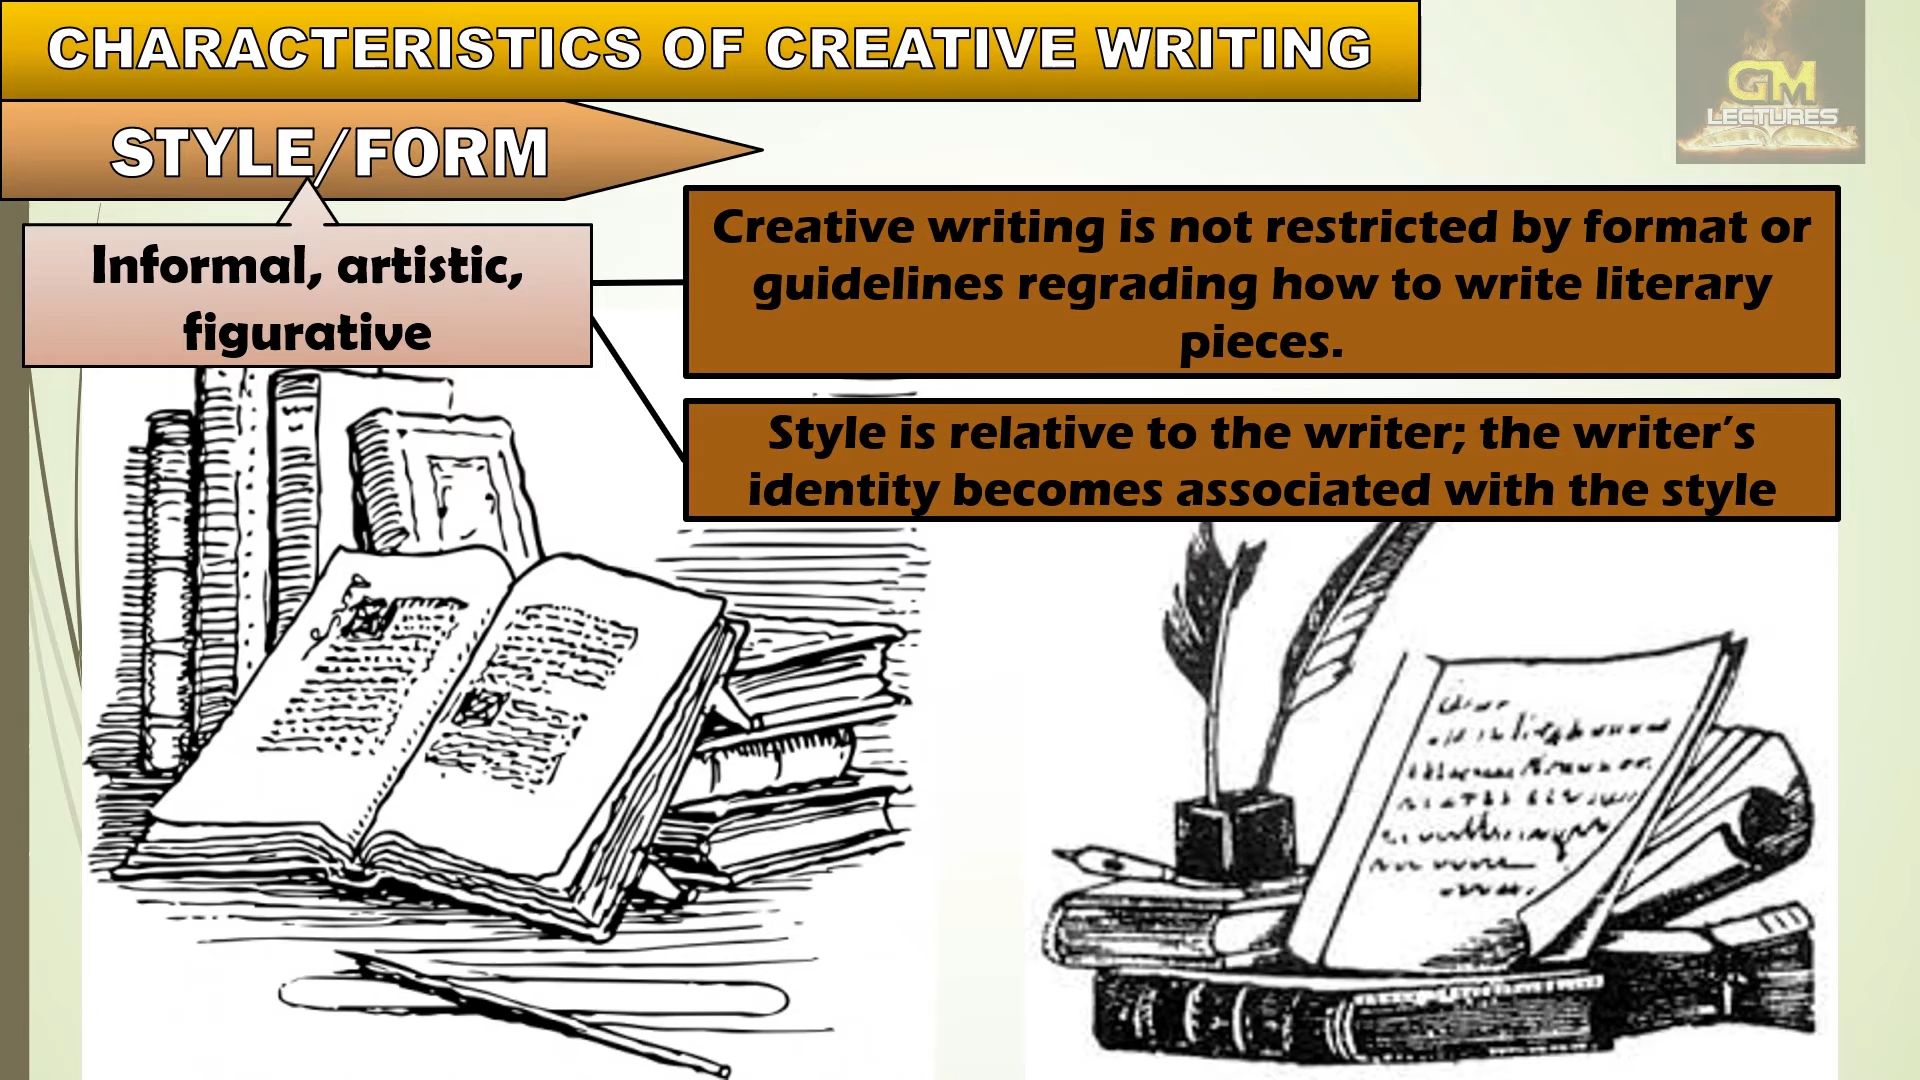 CHARACTERISTICS OF CREATIVE WRITING
GM
LECTURES
STYLE/FORM
Informal, artistic,
figurative
Creative writing is not restricted by format or
guidelines regrading how to write literary
pieces.
Style is relative to the writer; the writer’s
identity becomes associated with the style